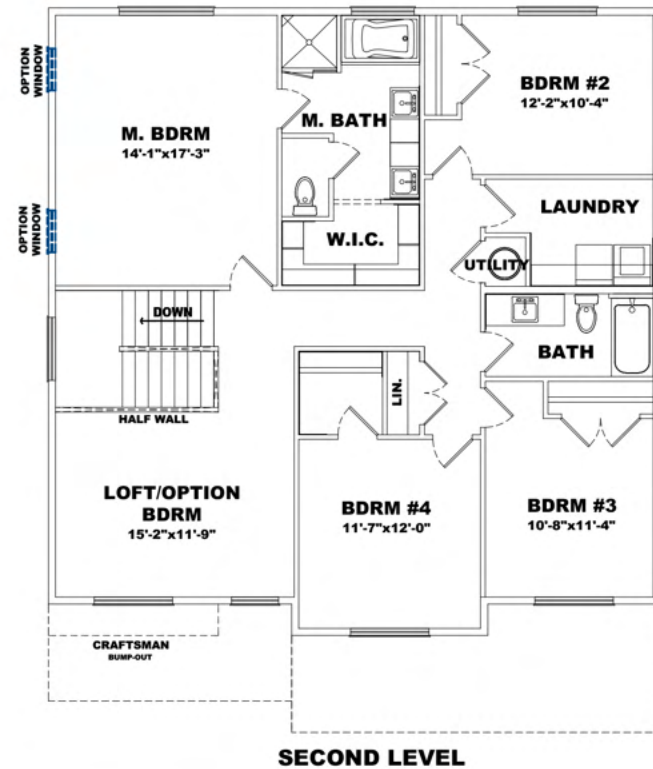 OPTION
WINDOW
M. BDRM
14'-1"x17'-3"
M. BATH
BDRM #2
12'-2"x10'-4"
OPTION
WINDOW
W.I.C.
LAUNDRY
UTILITY
DOWN
BATH
LIN.
HALF WALL
LOFT/OPTION
BDRM
15'-2"x11'-9"
BDRM #4
11'-7"x12'-0"
BDRM #3
10'-8"x11'-4"
CRAFTSMAN
BUMP-OUT
SECOND LEVEL